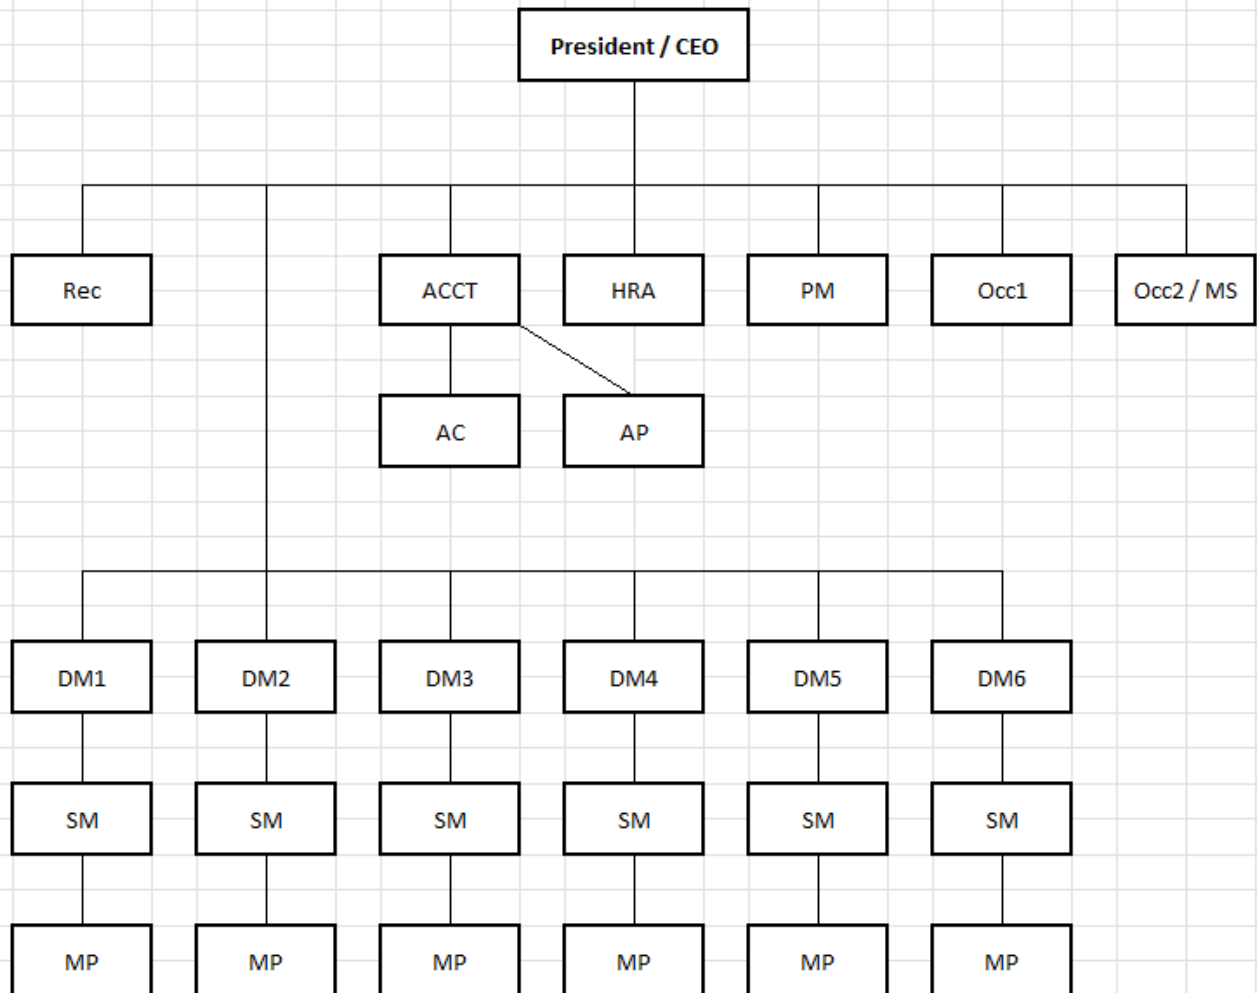 President / CEO
Rec
ACCT
HRA
PM
Occ1
Occ2 / MS
AC
AP
DM1
DM2
DM3
DM4
DM5
DM6
SM
SM
SM
SM
SM
SM
MP
MP
MP
MP
MP
MP